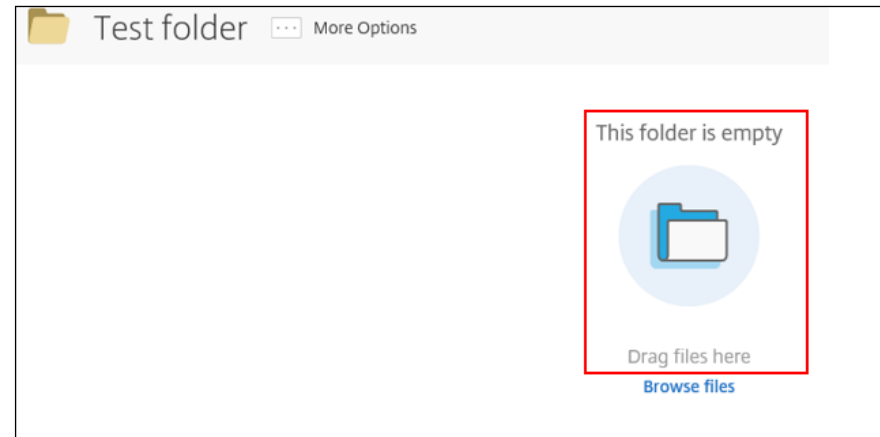 Test folder ... More Options
This folder is empty
Drag files here
Browse files